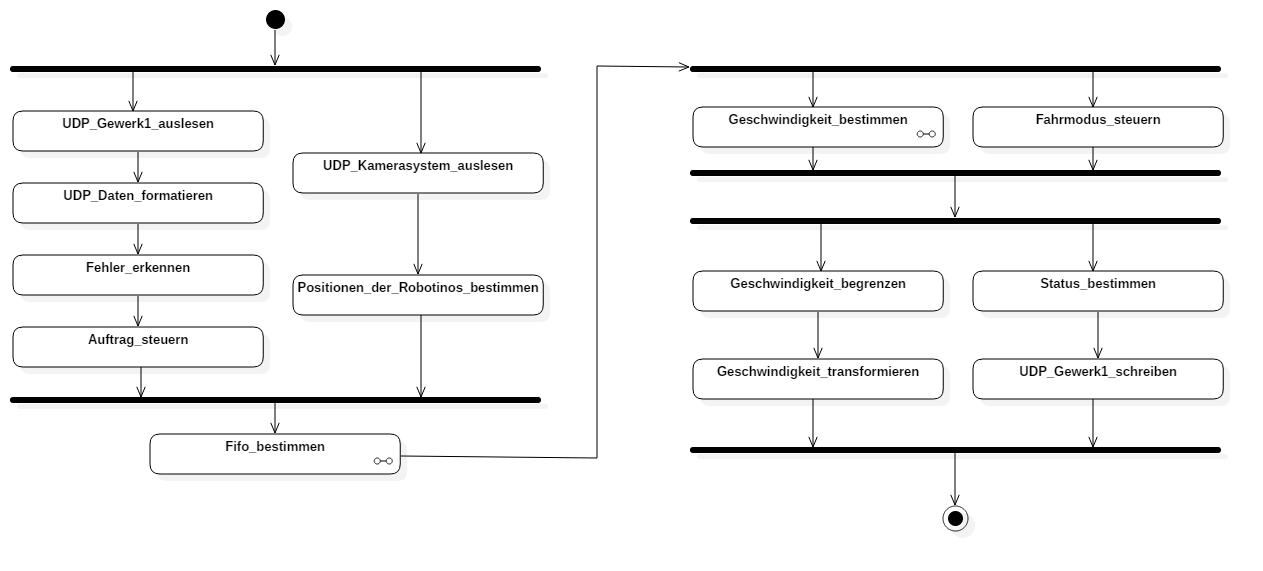 UDP_Gewerk1_auslesen
UDP_Daten_formatieren
Fehler_erkennen
Auftrag_steuern
UDP_Kamerasystem_auslesen
Positionen_der_Robotinos_bestimmen
Fifo_bestimmen
Geschwindigkeit_bestimmen
Fahrmodus_steuern
Geschwindigkeit_begrenzen
Geschwindigkeit_transformieren
Status_bestimmen
UDP_Gewerk1_schreiben